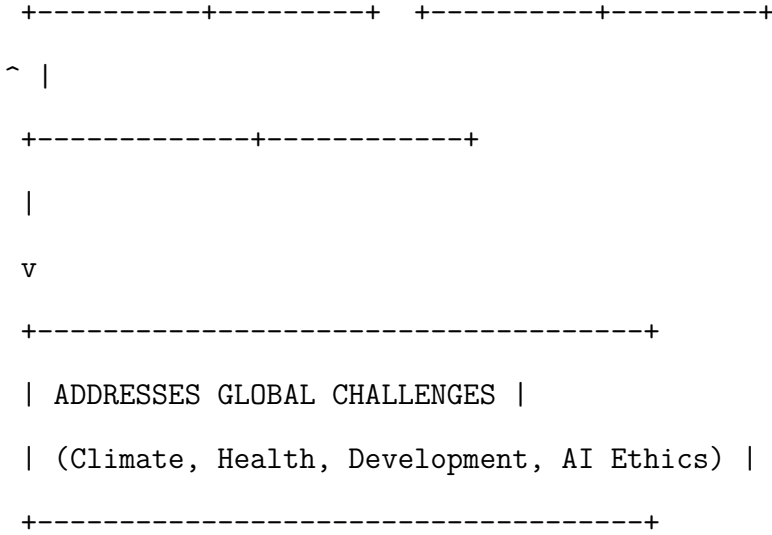 +----------+---------+ +----------+---------+
^ |
+-------------+------------+
|
v
+-------------------------------------+
| ADDRESSES GLOBAL CHALLENGES |
| (Climate, Health, Development, AI Ethics) |
+-------------------------------------+